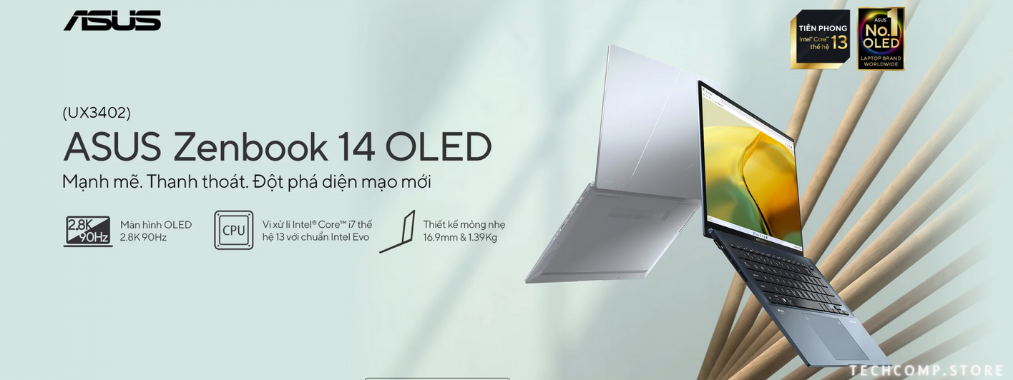 ASUS
TIÊN PHONG
Intel® Core™
thế hệ 13
ASUS
No.1
OLED
LAPTOP BRAND
WORLDWIDE
(UX3402)
ASUS Zenbook 14 OLED
Mạnh mẽ. Thanh thoát. Đột phá diện mạo mới
2.8K
90Hz
Màn hình OLED
2.8K 90Hz
CPU
Vi xử lí Intel® Core™ i7 thế
hệ 13 với chuẩn Intel Evo
Thiết kế mỏng nhẹ
16.9mm & 1.39Kg
TECHCOMP.STORE